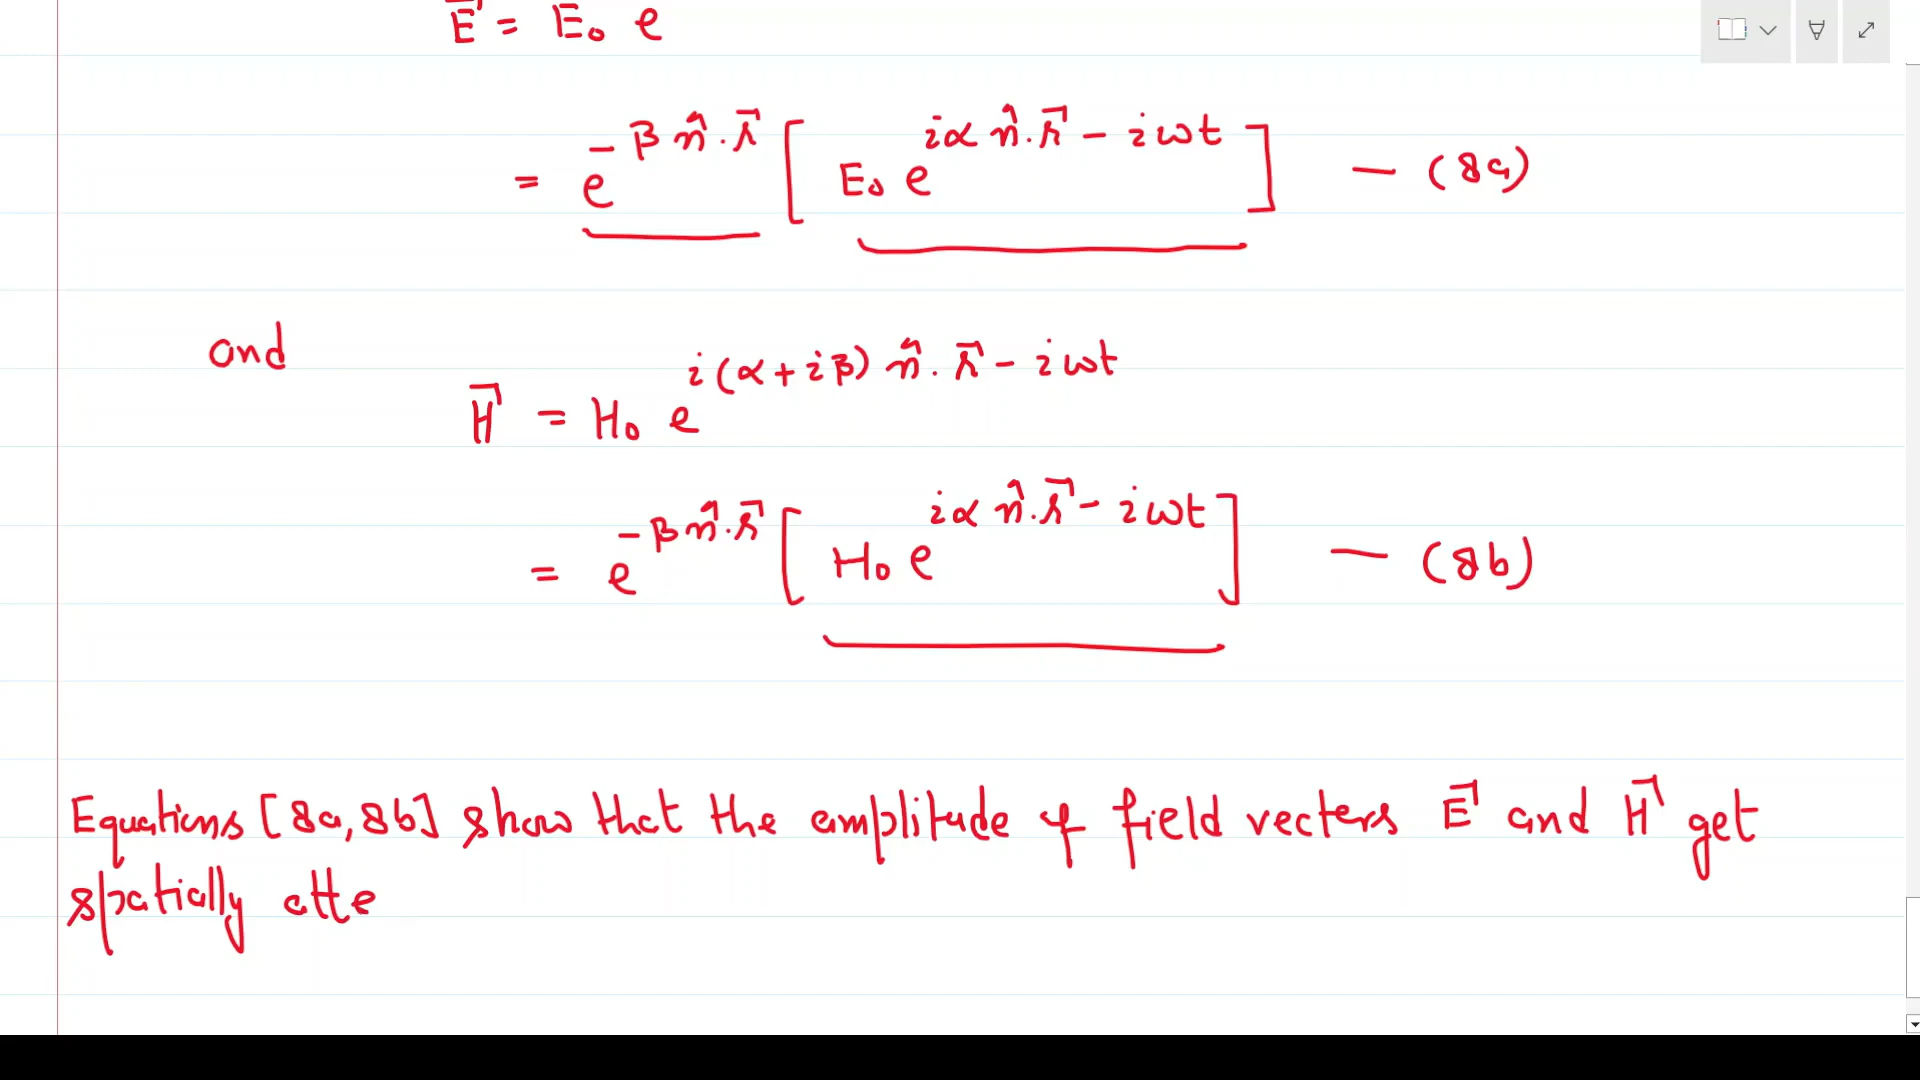 E⃗ = E₀ e
= e^{-β n̂.r⃗} [ E₀ e^{iα n̂.r⃗ - iωt} ] — (8a)
and
H⃗ = H₀ e^{i(α+iβ) n̂.r⃗ - iωt}
= e^{-β n̂.r⃗} [ H₀ e^{iα n̂.r⃗ - iωt} ] — (8b)
Equations [8a, 8b] show that the amplitude of field vectors E⃗ and H⃗ get
spatially atte